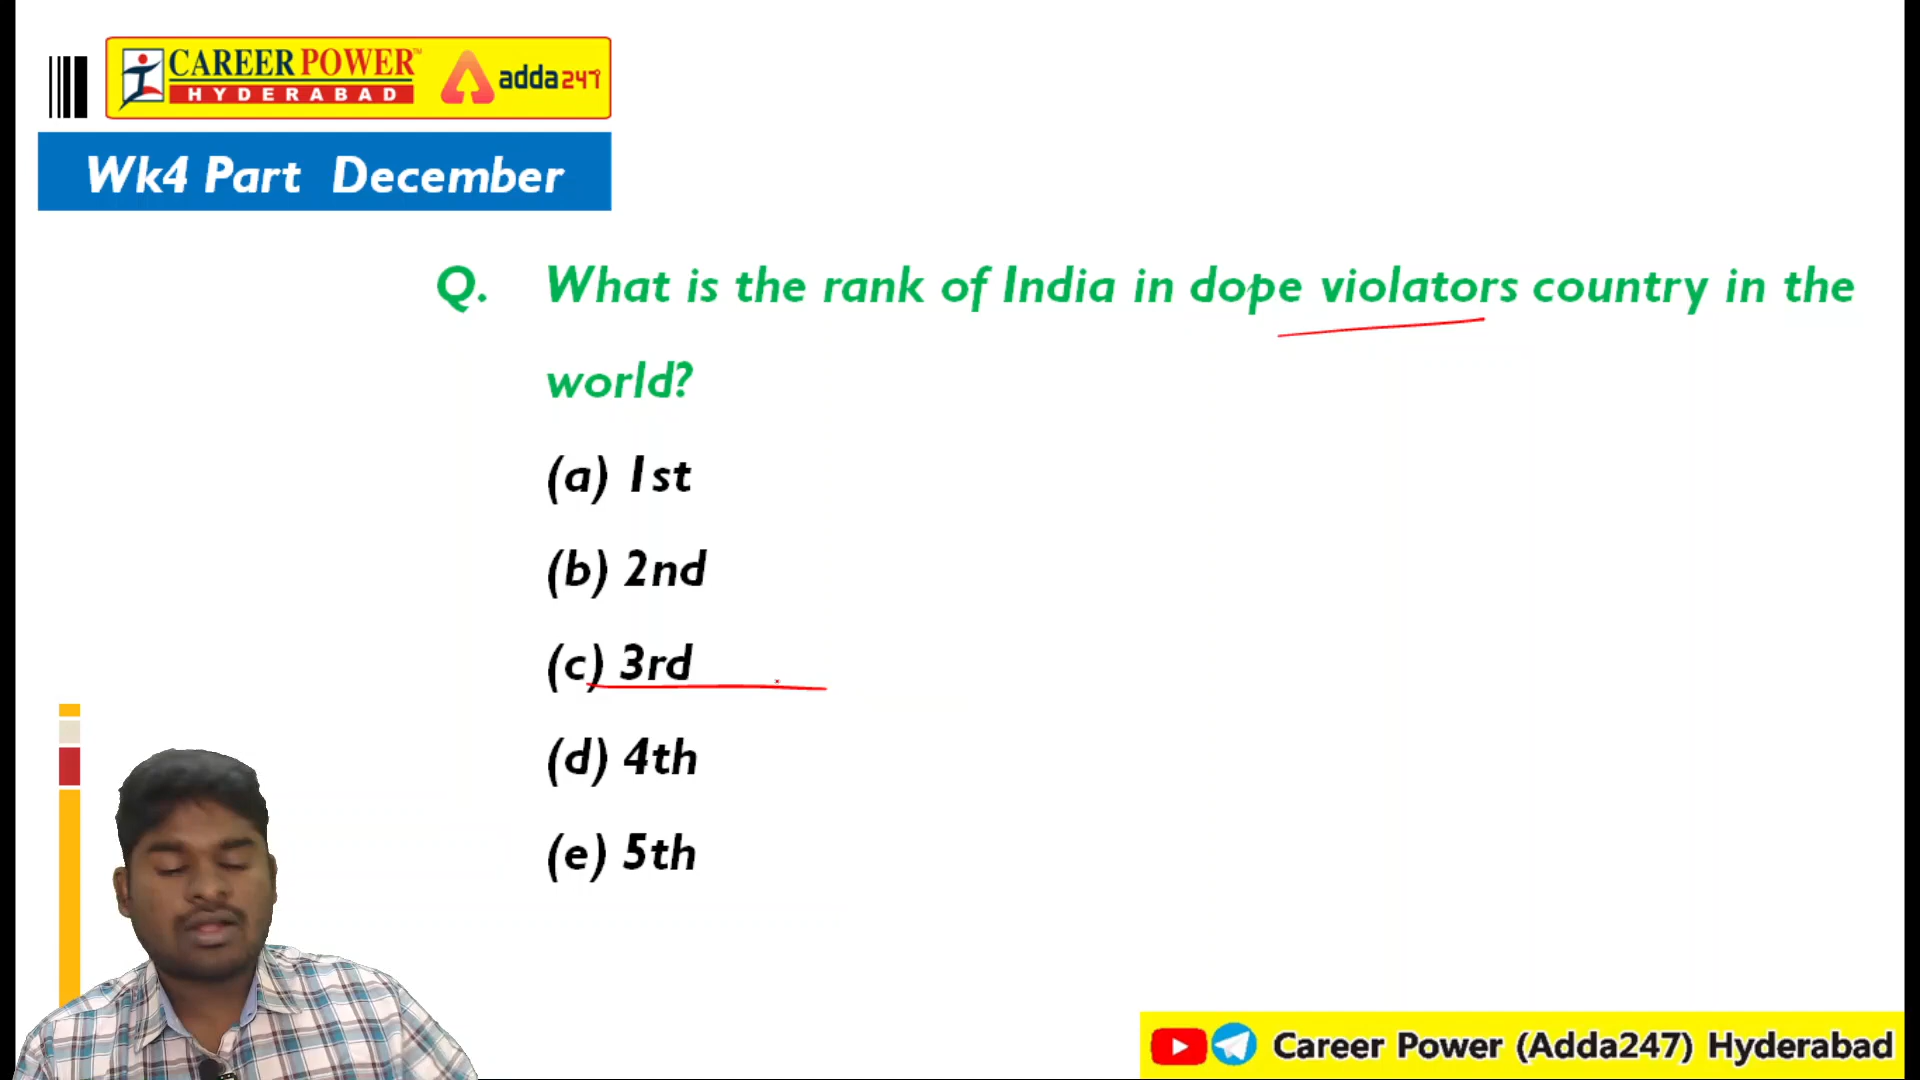 CAREER POWER™
HYDERABAD
adda247
Wk4 Part December
Q. What is the rank of India in dope violators country in the
world?
(a) 1st
(b) 2nd
(c) 3rd
(d) 4th
(e) 5th
Career Power (Adda247) Hyderabad